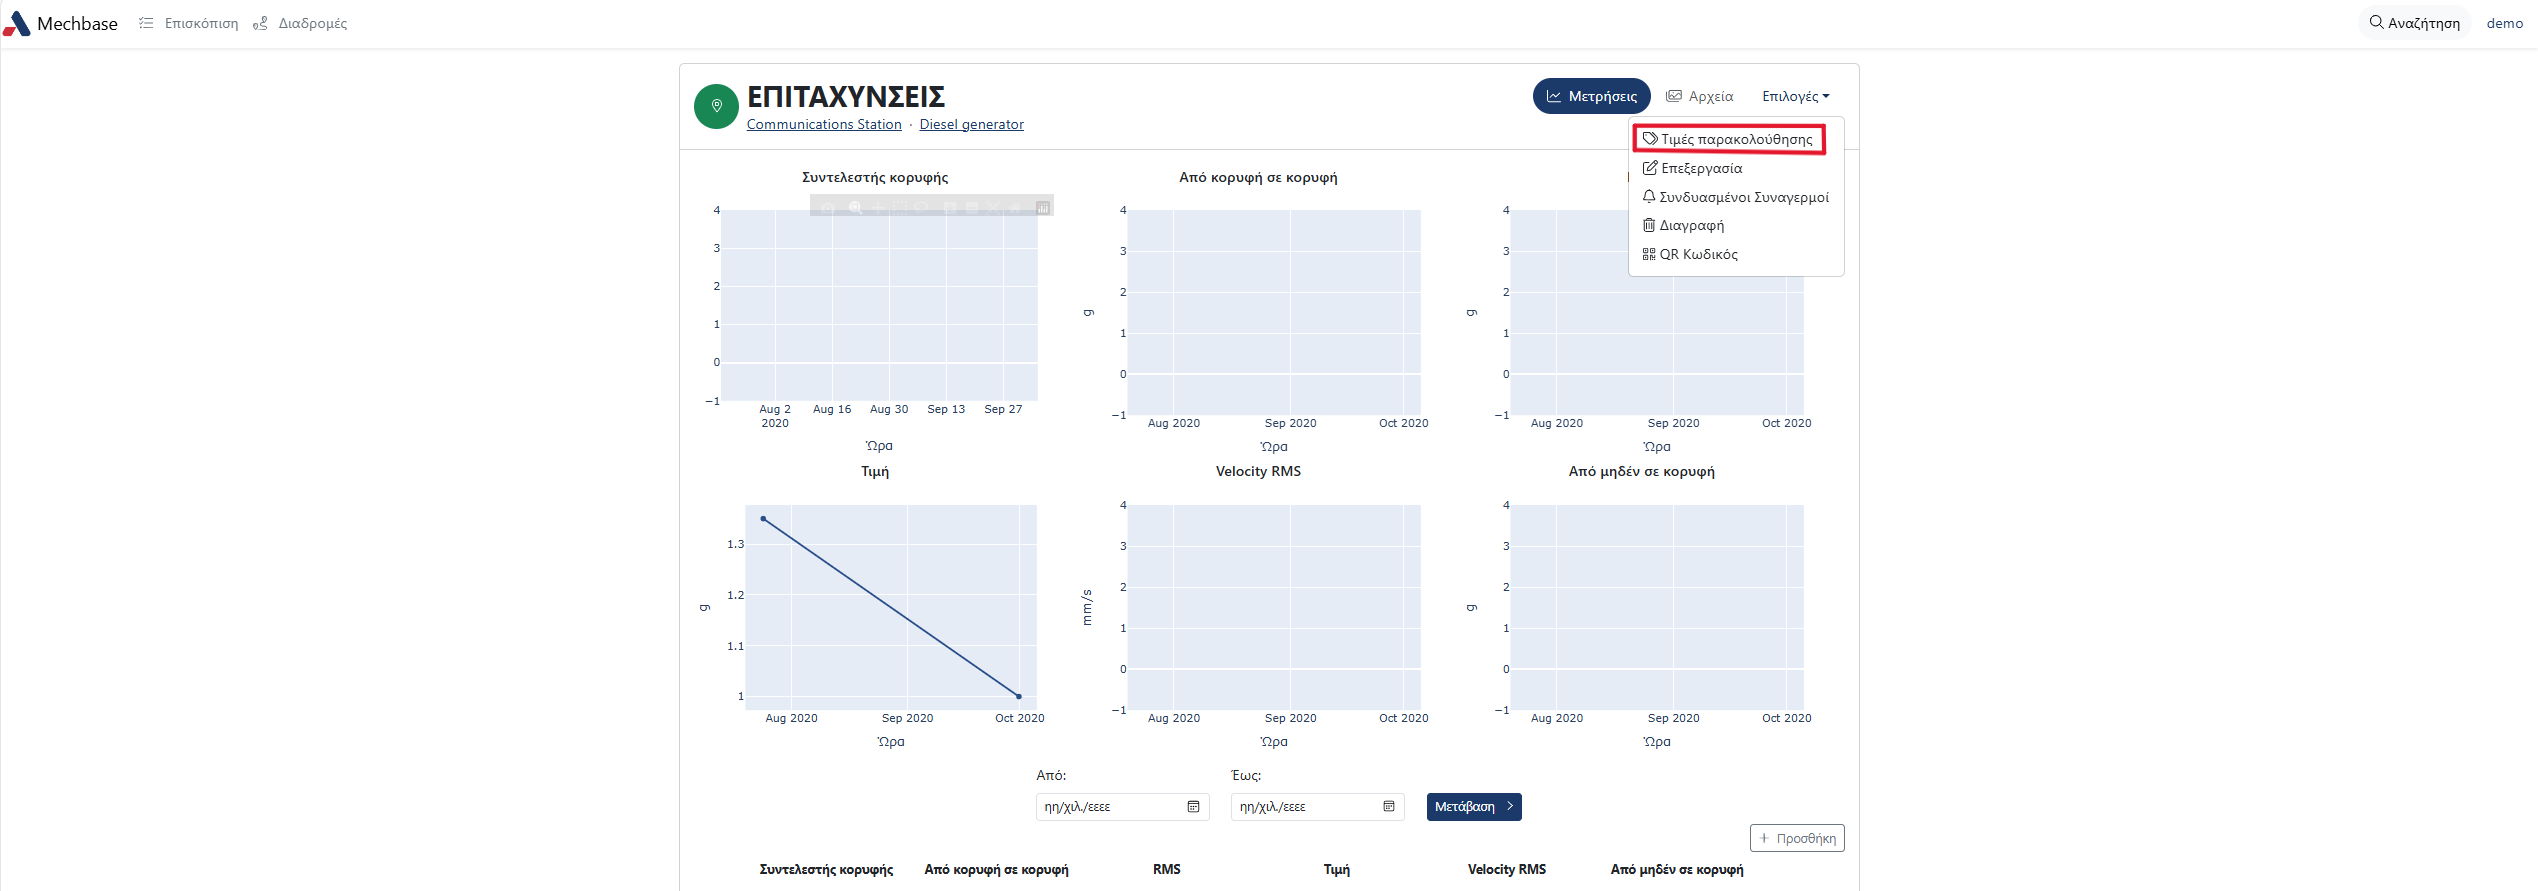 Mechbase
Επισκόπιση
Διαδρομές
Αναζήτηση
demo
ΕΠΙΤΑΧΥΝΣΕΙΣ
Communications Station · Diesel generator
Μετρήσεις
Αρχεία
Επιλογές
Τιμές παρακολούθησης
Επεξεργασία
Συνδυασμένοι Συναγερμοί
Διαγραφή
QR Κωδικός
Συντελεστής κορυφής
4
3
2
1
0
−1
Aug 2 Aug 16 Aug 30 Sep 13 Sep 27
2020
Ώρα
Από κορυφή σε κορυφή
g
4
3
2
1
0
−1
Aug 2020 Sep 2020 Oct 2020
Ώρα
g
4
3
2
1
0
−1
Aug 2020 Sep 2020 Oct 2020
Ώρα
Τιμή
g
1.3
1.2
1.1
1
Aug 2020 Sep 2020 Oct 2020
Ώρα
Velocity RMS
mm/s
4
3
2
1
0
−1
Aug 2020 Sep 2020 Oct 2020
Ώρα
Από μηδέν σε κορυφή
g
4
3
2
1
0
−1
Aug 2020 Sep 2020 Oct 2020
Ώρα
Από: Έως:
ηη/χιλ./εεεε ηη/χιλ./εεεε Μετάβαση
+ Προσθήκη
Συντελεστής κορυφής Από κορυφή σε κορυφή RMS Τιμή Velocity RMS Από μηδέν σε κορυφή